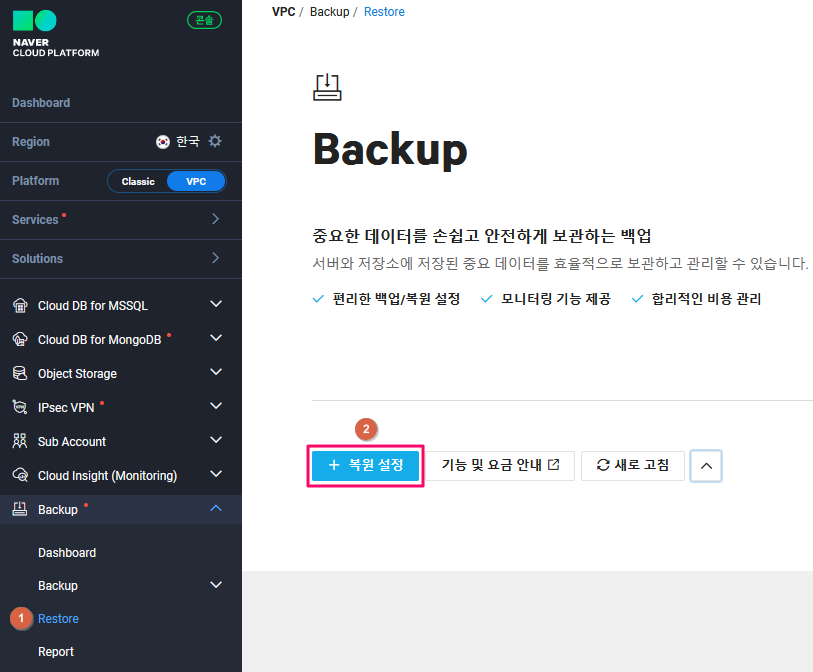 NAVER
CLOUD PLATFORM
콘솔
Dashboard
Region 한국
Platform Classic VPC
Services
Solutions
Cloud DB for MSSQL
Cloud DB for MongoDB
Object Storage
IPsec VPN
Sub Account
Cloud Insight (Monitoring)
Backup
Dashboard
Backup
1 Restore
Report
VPC / Backup / Restore
Backup
중요한 데이터를 손쉽고 안전하게 보관하는 백업
서버와 저장소에 저장된 중요 데이터를 효율적으로 보관하고 관리할 수 있습니다.
편리한 백업/복원 설정 모니터링 기능 제공 합리적인 비용 관리
2
+ 복원 설정 기능 및 요금 안내 새로 고침